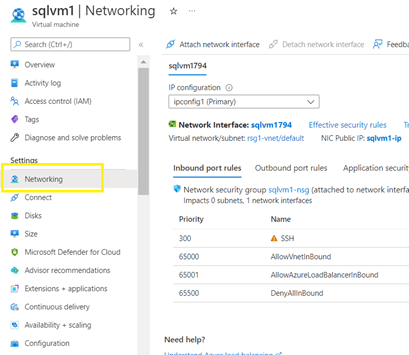 sqlvm1 | Networking
Virtual machine
Search (Ctrl+/)
Overview
Activity log
Access control (IAM)
Tags
Diagnose and solve problems
Settings
Networking
Connect
Disks
Size
Microsoft Defender for Cloud
Advisor recommendations
Extensions + applications
Continuous delivery
Availability + scaling
Configuration
Attach network interface Detach network interface Feedba
sqlvm1794
IP configuration
ipconfig1 (Primary)
Network Interface: sqlvm1794 Effective security rules
Virtual network/subnet: rsg1-vnet/default NIC Public IP: sqlvm1-ip
Inbound port rules Outbound port rules Application securit
Network security group sqlvm1-nsg (attached to network interfa
Impacts 0 subnets, 1 network interfaces
Priority Name
300 SSH
65000 AllowVnetInBound
65001 AllowAzureLoadBalancerInBound
65500 DenyAllInBound
Need help?